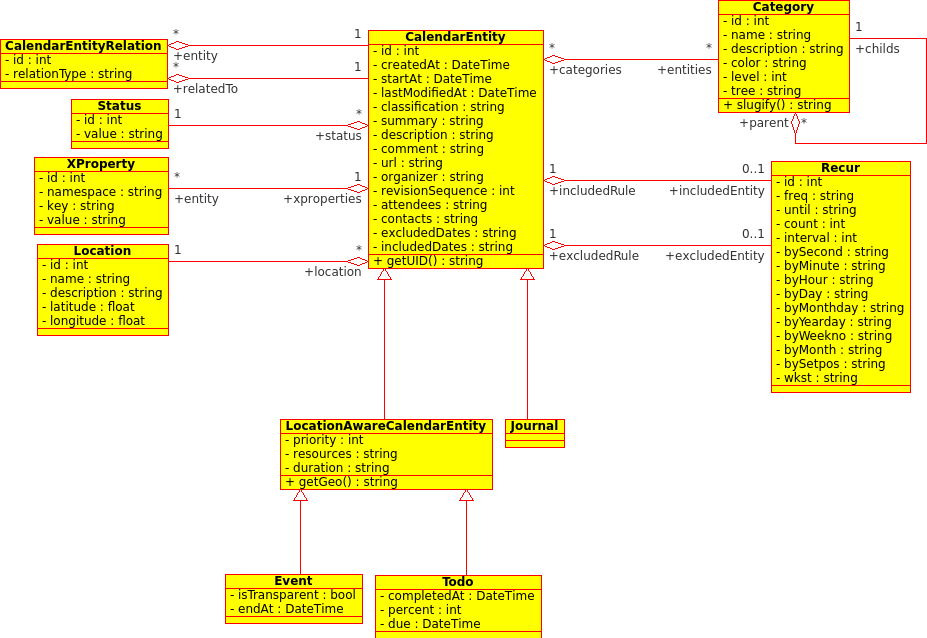 CalendarEntityRelation
- id : int
- relationType : string
*
1
+entity
*
1
+relatedTo
Status
- id : int
- value : string
1
*
+status
XProperty
- id : int
- namespace : string
- key : string
- value : string
*
1
+entity
+xproperties
Location
- id : int
- name : string
- description : string
- latitude : float
- longitude : float
1
*
+location
CalendarEntity
- id : int
- createdAt : DateTime
- startAt : DateTime
- lastModifiedAt : DateTime
- classification : string
- summary : string
- description : string
- comment : string
- url : string
- organizer : string
- revisionSequence : int
- attendees : string
- contacts : string
- excludedDates : string
- includedDates : string
+ getUID() : string
*
*
+categories
+entities
Category
- id : int
- name : string
- description : string
- color : string
- level : int
- tree : string
+ slugify() : string
1
+childs
+parent
*
1
0..1
+includedRule
+includedEntity
1
0..1
+excludedRule
+excludedEntity
Recur
- id : int
- freq : string
- until : string
- count : int
- interval : int
- bySecond : string
- byMinute : string
- byHour : string
- byDay : string
- byMonthday : string
- byYearday : string
- byWeekno : string
- byMonth : string
- bySetpos : string
- wkst : string
LocationAwareCalendarEntity
- priority : int
- resources : string
- duration : string
+ getGeo() : string
Journal
Event
- isTransparent : bool
- endAt : DateTime
Todo
- completedAt : DateTime
- percent : int
- due : DateTime